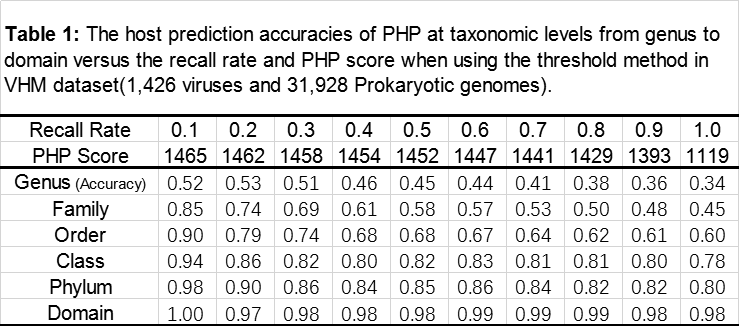 Table 1: The host prediction accuracies of PHP at taxonomic levels from genus to
domain versus the recall rate and PHP score when using the threshold method in
VHM dataset(1,426 viruses and 31,928 Prokaryotic genomes).
Recall Rate 0.1 0.2 0.3 0.4 0.5 0.6 0.7 0.8 0.9 1.0
PHP Score 1465 1462 1458 1454 1452 1447 1441 1429 1393 1119
Genus (Accuracy) 0.52 0.53 0.51 0.46 0.45 0.44 0.41 0.38 0.36 0.34
Family 0.85 0.74 0.69 0.61 0.58 0.57 0.53 0.50 0.48 0.45
Order 0.90 0.79 0.74 0.68 0.68 0.67 0.64 0.62 0.61 0.60
Class 0.94 0.86 0.82 0.80 0.82 0.83 0.81 0.81 0.80 0.78
Phylum 0.98 0.90 0.86 0.84 0.85 0.86 0.84 0.82 0.82 0.80
Domain 1.00 0.97 0.98 0.98 0.98 0.99 0.99 0.99 0.98 0.98